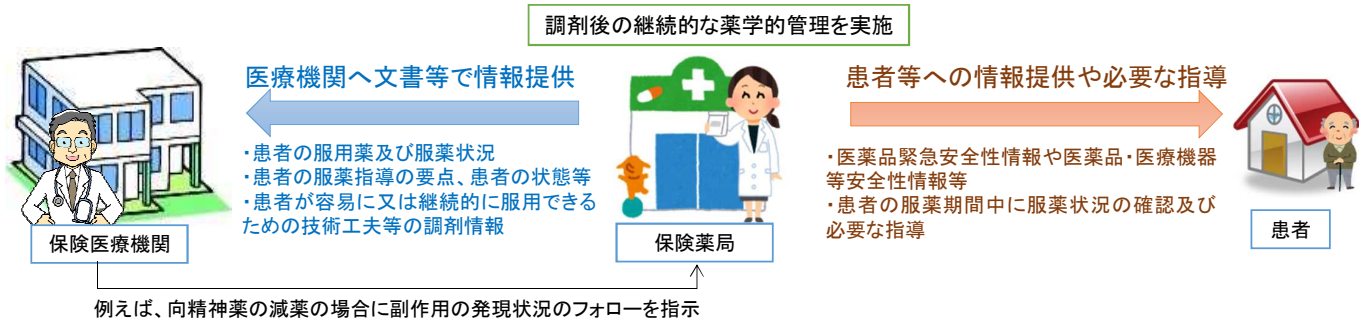 調剤後の継続的な薬学的管理を実施
医療機関へ文書等で情報提供
・患者の服用薬及び服薬状況
・患者の服薬指導の要点、患者の状態等
・患者が容易に又は継続的に服用できる
ための技術工夫等の調剤情報
患者等への情報提供や必要な指導
・医薬品緊急安全性情報や医薬品・医療機器
等安全性情報等
・患者の服薬期間中に服薬状況の確認及び
必要な指導
保険医療機関
保険薬局
患者
例えば、向精神薬の減薬の場合に副作用の発現状況のフォローを指示